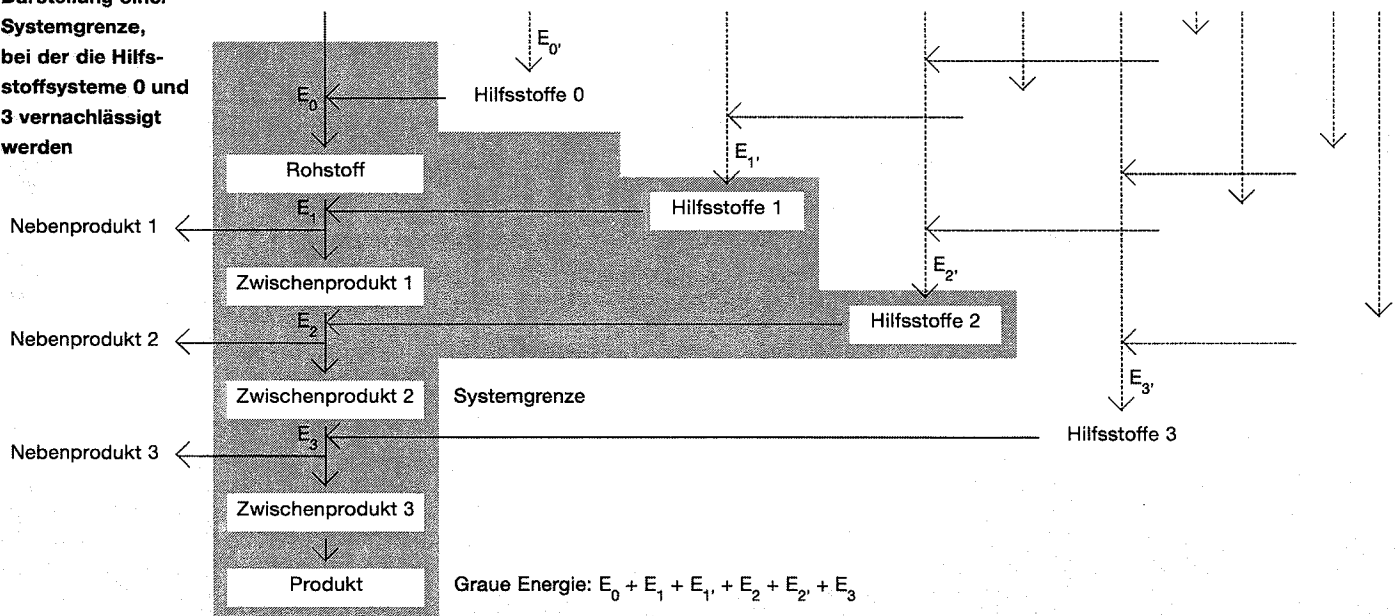 Darstellung einer
Systemgrenze,
bei der die Hilfs-
stoffsysteme 0 und
3 vernachlässigt
werden
E0'
E0
Hilfsstoffe 0
E1'
Rohstoff
E1
Hilfsstoffe 1
Nebenprodukt 1
E2'
Zwischenprodukt 1
E2
Hilfsstoffe 2
Nebenprodukt 2
E3'
Zwischenprodukt 2
Systemgrenze
E3
Hilfsstoffe 3
Nebenprodukt 3
Zwischenprodukt 3
Produkt
Graue Energie: E0 + E1 + E1' + E2 + E2' + E3